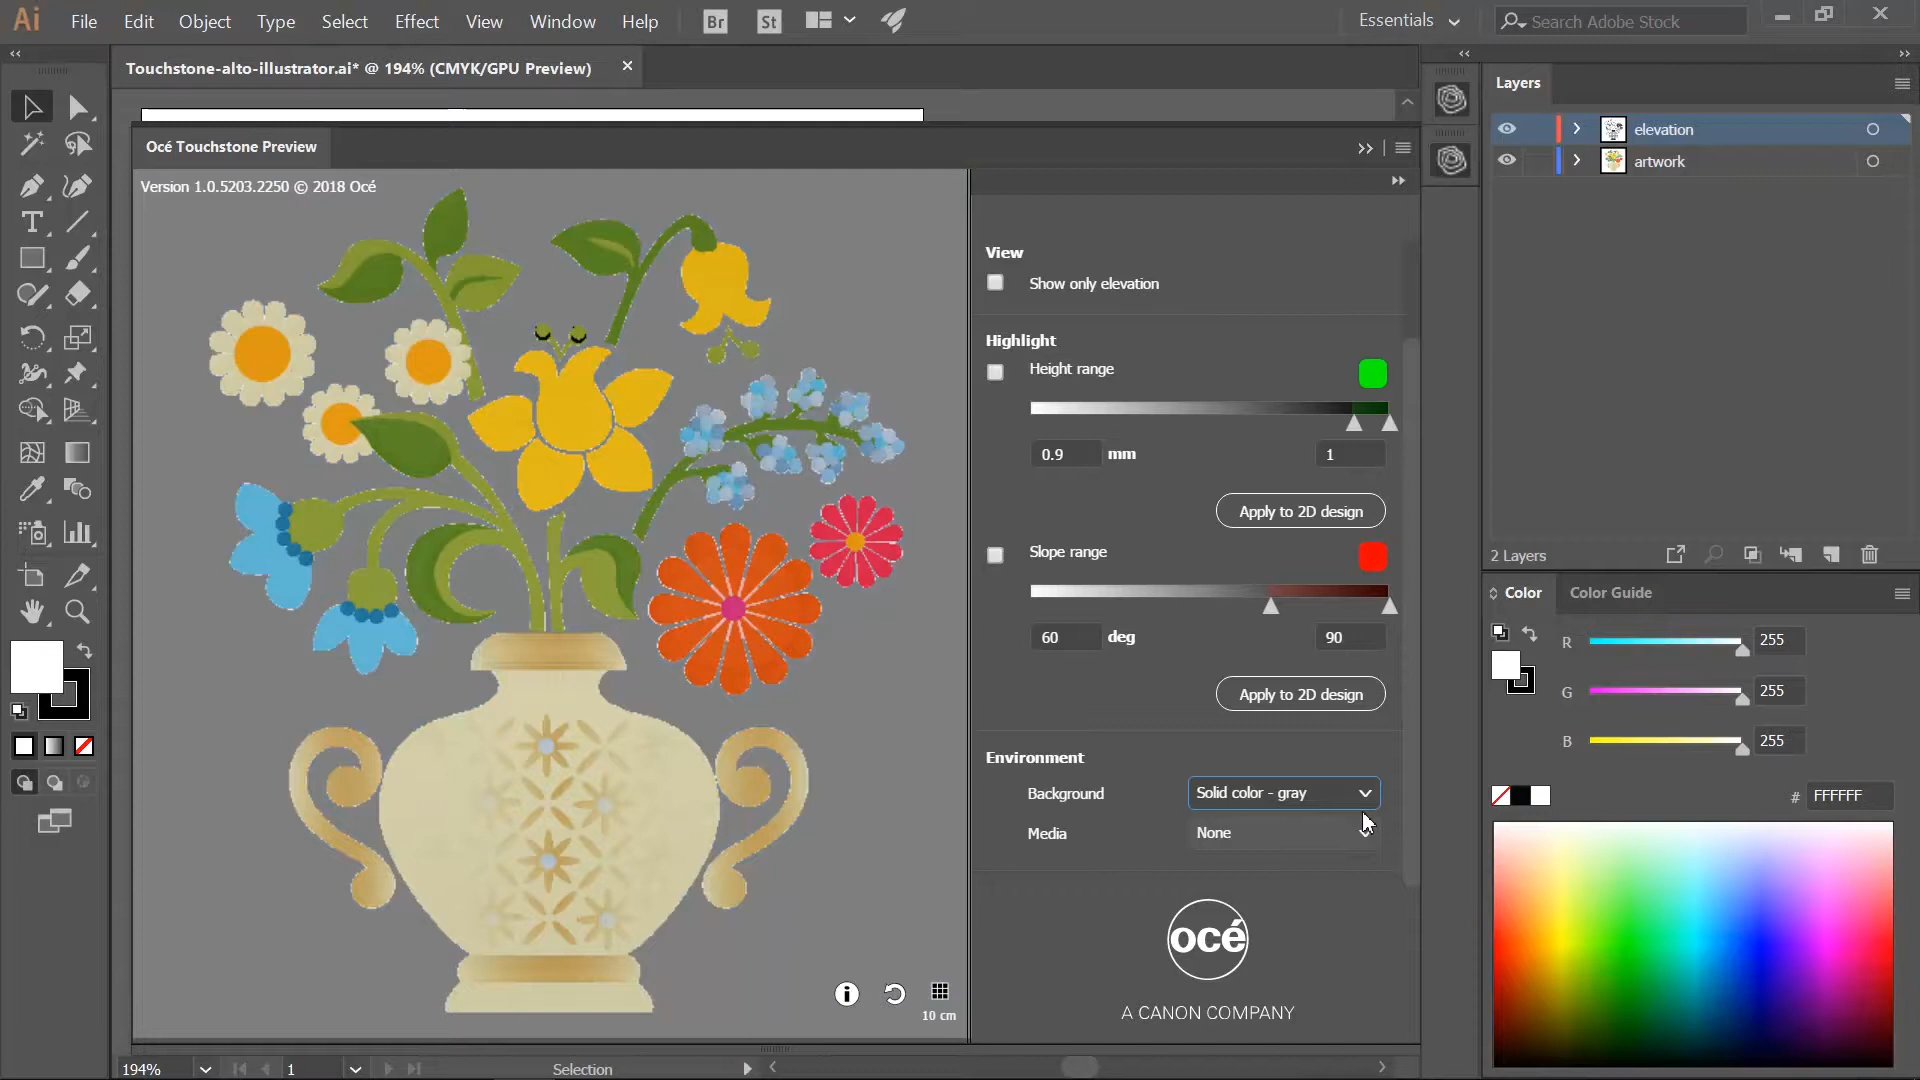 Ai File Edit Object Type Select Effect View Window Help Br St Essentials Search Adobe Stock
Touchstone-alto-illustrator.ai* @ 194% (CMYK/GPU Preview)
Layers
elevation
artwork
2 Layers
Océ Touchstone Preview
Version 1.0.5203.2250 © 2018 Océ
10 cm
View
Show only elevation
Highlight
Height range
0.9 mm 1
Apply to 2D design
Slope range
60 deg 90
Apply to 2D design
Environment
Background Solid color - gray
Media None
océ
A CANON COMPANY
Color Color Guide
R 255
G 255
B 255
# FFFFFF
194% 1 Selection